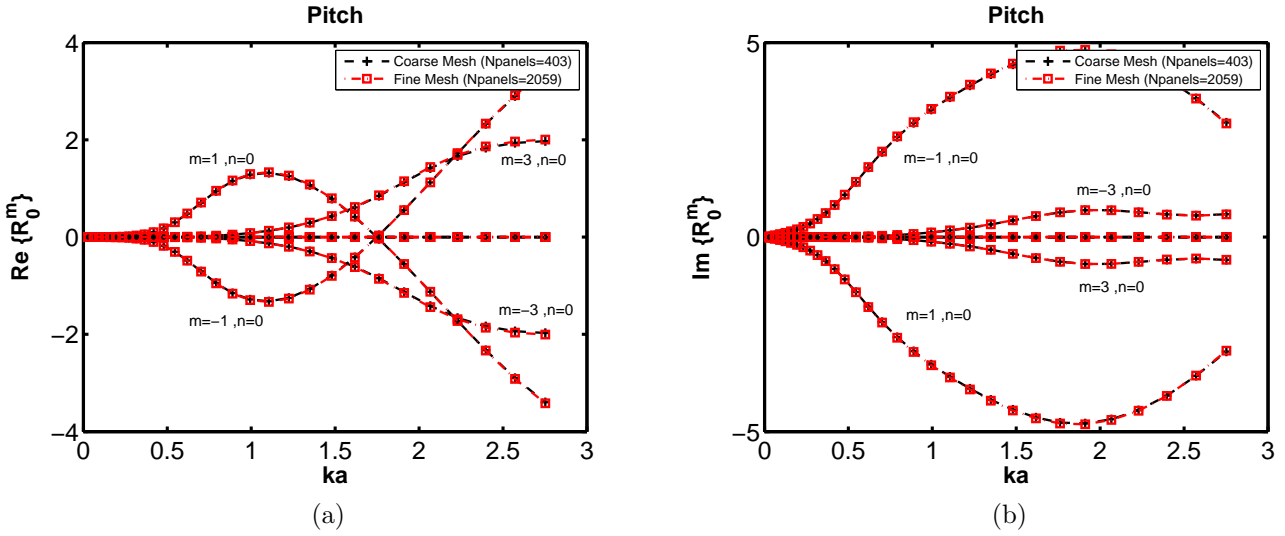 Pitch
4
2
0
−2
−4
Re {R₀ᵐ}
Coarse Mesh (Npanels=403)
Fine Mesh (Npanels=2059)
m=1 ,n=0
m=3 ,n=0
m=−1 ,n=0
m=−3 ,n=0
0 0.5 1 1.5 2 2.5 3
ka
(a)
Pitch
5
0
−5
Im {R₀ᵐ}
Coarse Mesh (Npanels=403)
Fine Mesh (Npanels=2059)
m=−1 ,n=0
m=−3 ,n=0
m=3 ,n=0
m=1 ,n=0
0 0.5 1 1.5 2 2.5 3
ka
(b)